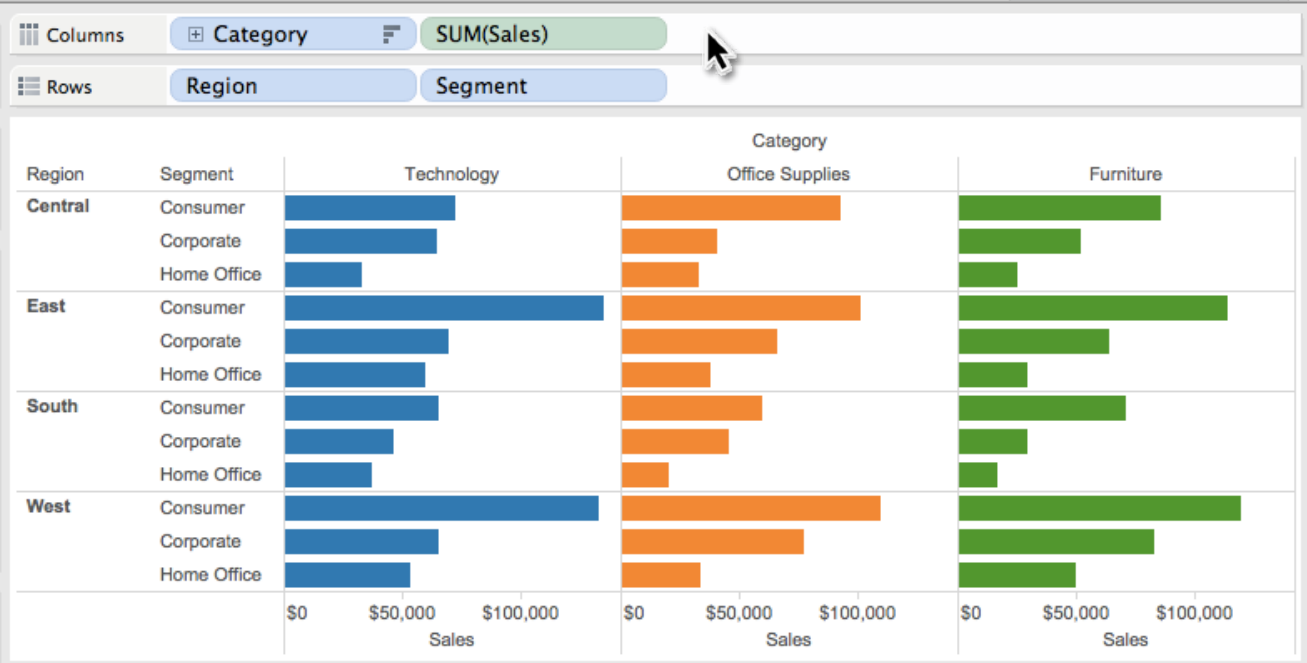 Columns Category SUM(Sales)
Rows Region Segment
Category
Region Segment Technology Office Supplies Furniture
Central Consumer
Corporate
Home Office
East Consumer
Corporate
Home Office
South Consumer
Corporate
Home Office
West Consumer
Corporate
Home Office
$0 $50,000 $100,000 $0 $50,000 $100,000 $0 $50,000 $100,000
Sales Sales Sales